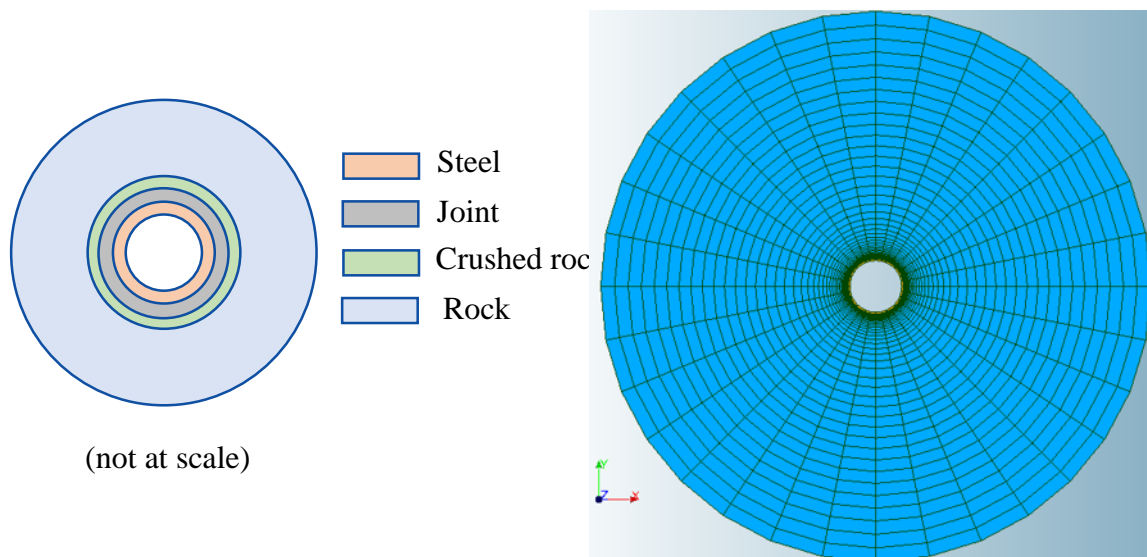 Steel
Joint
Crushed roc
Rock
(not at scale)
Y
Z
X